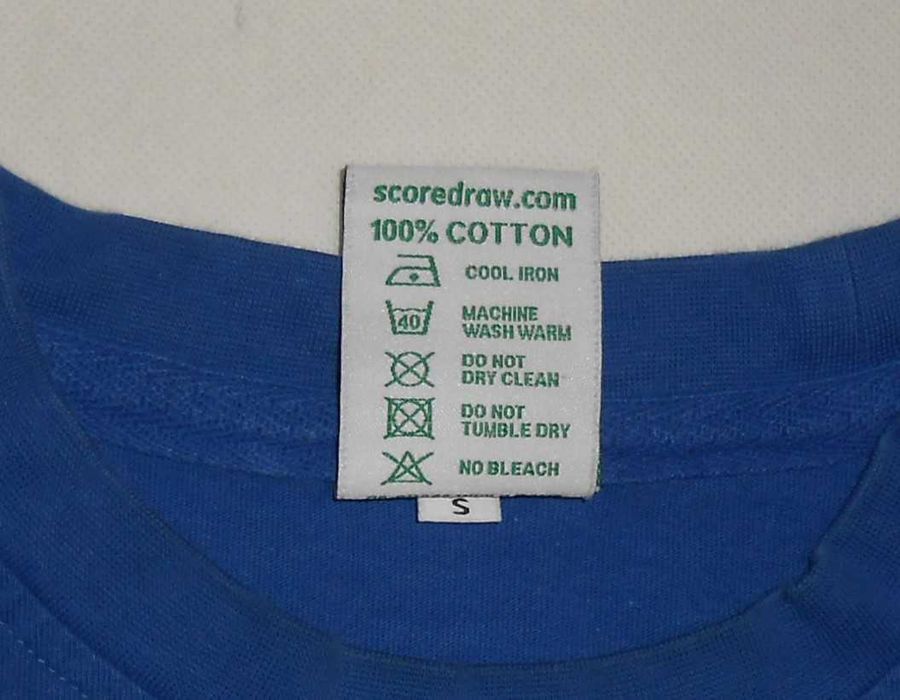 scoredraw.com
100% COTTON
COOL IRON
40
MACHINE
WASH WARM
DO NOT
DRY CLEAN
DO NOT
TUMBLE DRY
NO BLEACH
S